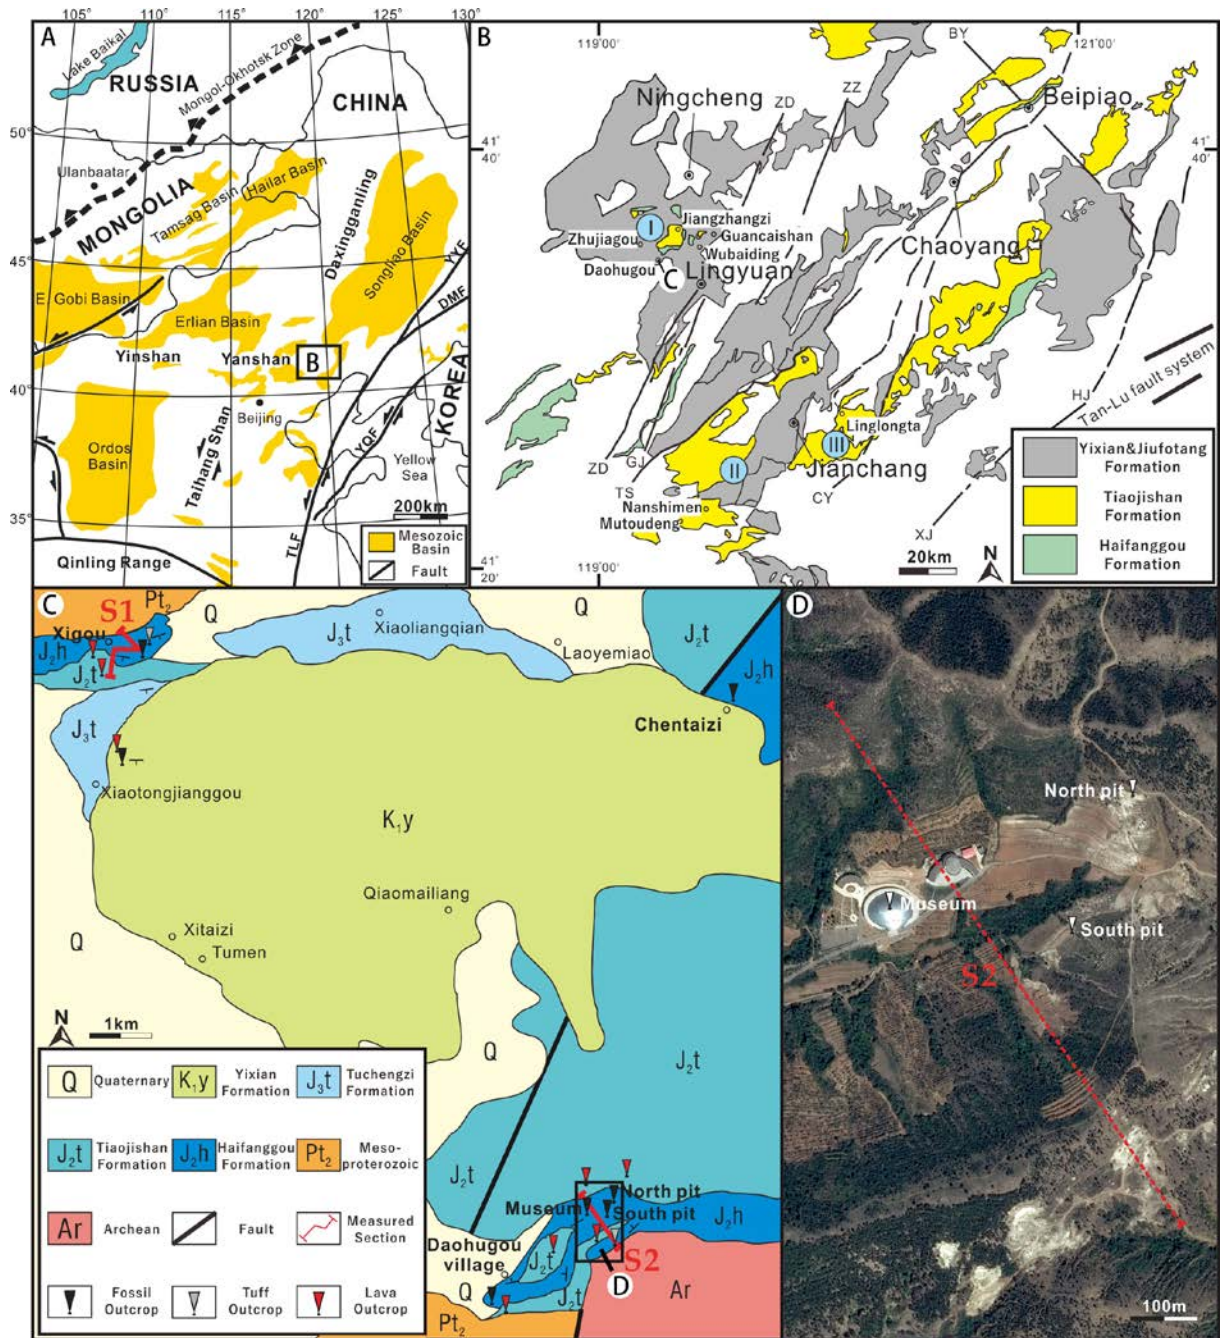 105°
110°
115°
120°
125°
130°
A
Lake Baikal
RUSSIA
Mongol-Okhotsk Zone
CHINA
50°
Ulanbaatar
MONGOLIA
Tamsag Basin
Hailar Basin
Daxingganling
Songliao Basin
45°
E. Gobi Basin
Erlian Basin
YYF
DMF
Yinshan
Yanshan
B
40°
Beijing
KOREA
Ordos
Basin
Taihang Shan
YQF
Yellow
Sea
200km
35°
TLF
Qinling Range
Mesozoic
Basin
Fault
B
119°00′
121°00′
BY
Ningcheng
ZD
ZZ
Beipiao
41°
40′
41°
40′
I
Jiangzhangzi
Zhujiagou
Guancaishan
Wubaiding
Chaoyang
Daohugou
C
Lingyuan
HJ
Tan-Lu fault system
Linglongta
III
ZD
GJ
II
Jianchang
TS
CY
Nanshimen
Mutoudeng
XJ
41°
20′
119°00′
20km
N
Yixian&Jiufotang
Formation
Tiaojishan
Formation
Haifanggou
Formation
C
Pt2
S1
Q
Q
J2t
Xigou
J3t
Xiaoliangqian
J2h
Laoyemiao
J2h
J2t
Chentaizi
J3t
Xiaotongjianggou
K1y
Qiaomailiang
Q
Xitaizi
Tumen
N
1km
Q
J2t
J2t
Museum
North pit
South pit
J2h
Daohugou
village
J2t
S2
Q
D
J2t
Ar
Pt2
Q
Quaternary
K1y
Yixian
Formation
J3t
Tuchengzi
Formation
J2t
Tiaojishan
Formation
J2h
Haifanggou
Formation
Pt2
Meso-
proterozoic
Ar
Archean
Fault
Measured
Section
Fossil
Outcrop
Tuff
Outcrop
Lava
Outcrop
D
North pit
Museum
South pit
S2
100m